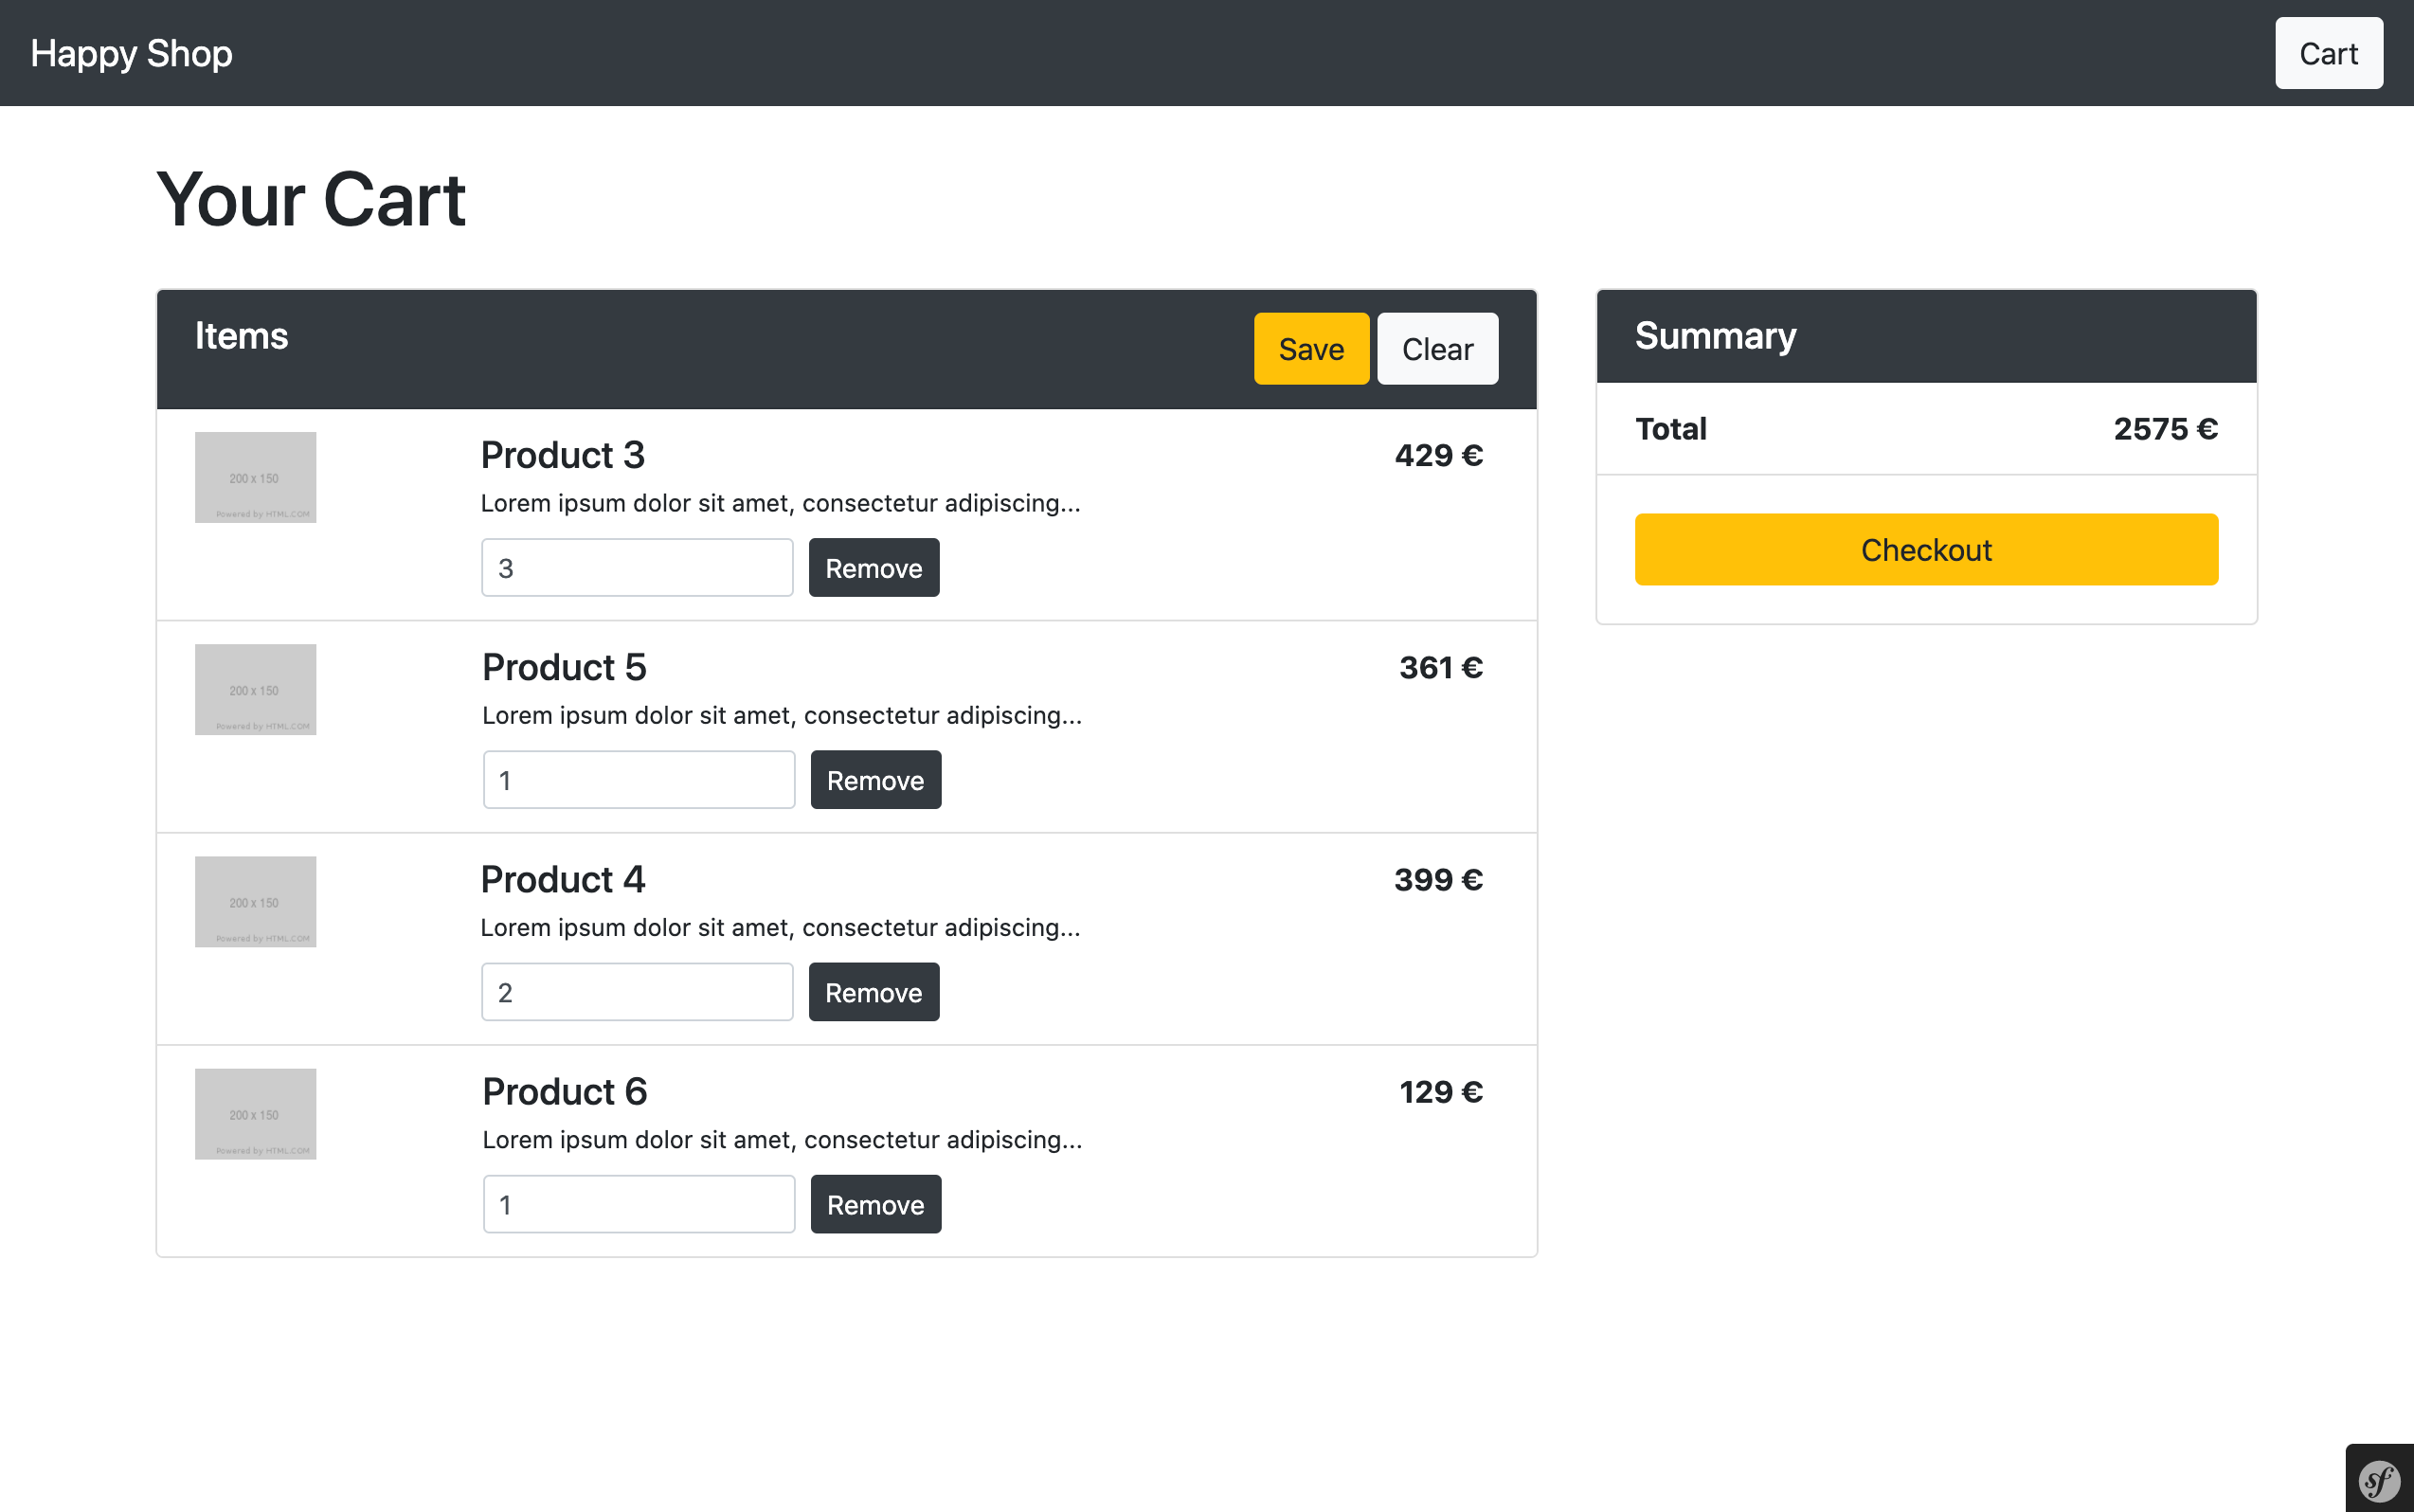 Happy Shop
Cart
Your Cart
Items
Save
Clear
200 x 150
Powered by HTML.COM
Product 3
429 €
Lorem ipsum dolor sit amet, consectetur adipiscing...
3
Remove
200 x 150
Powered by HTML.COM
Product 5
361 €
Lorem ipsum dolor sit amet, consectetur adipiscing...
1
Remove
200 x 150
Powered by HTML.COM
Product 4
399 €
Lorem ipsum dolor sit amet, consectetur adipiscing...
2
Remove
200 x 150
Powered by HTML.COM
Product 6
129 €
Lorem ipsum dolor sit amet, consectetur adipiscing...
1
Remove
Summary
Total
2575 €
Checkout
sf